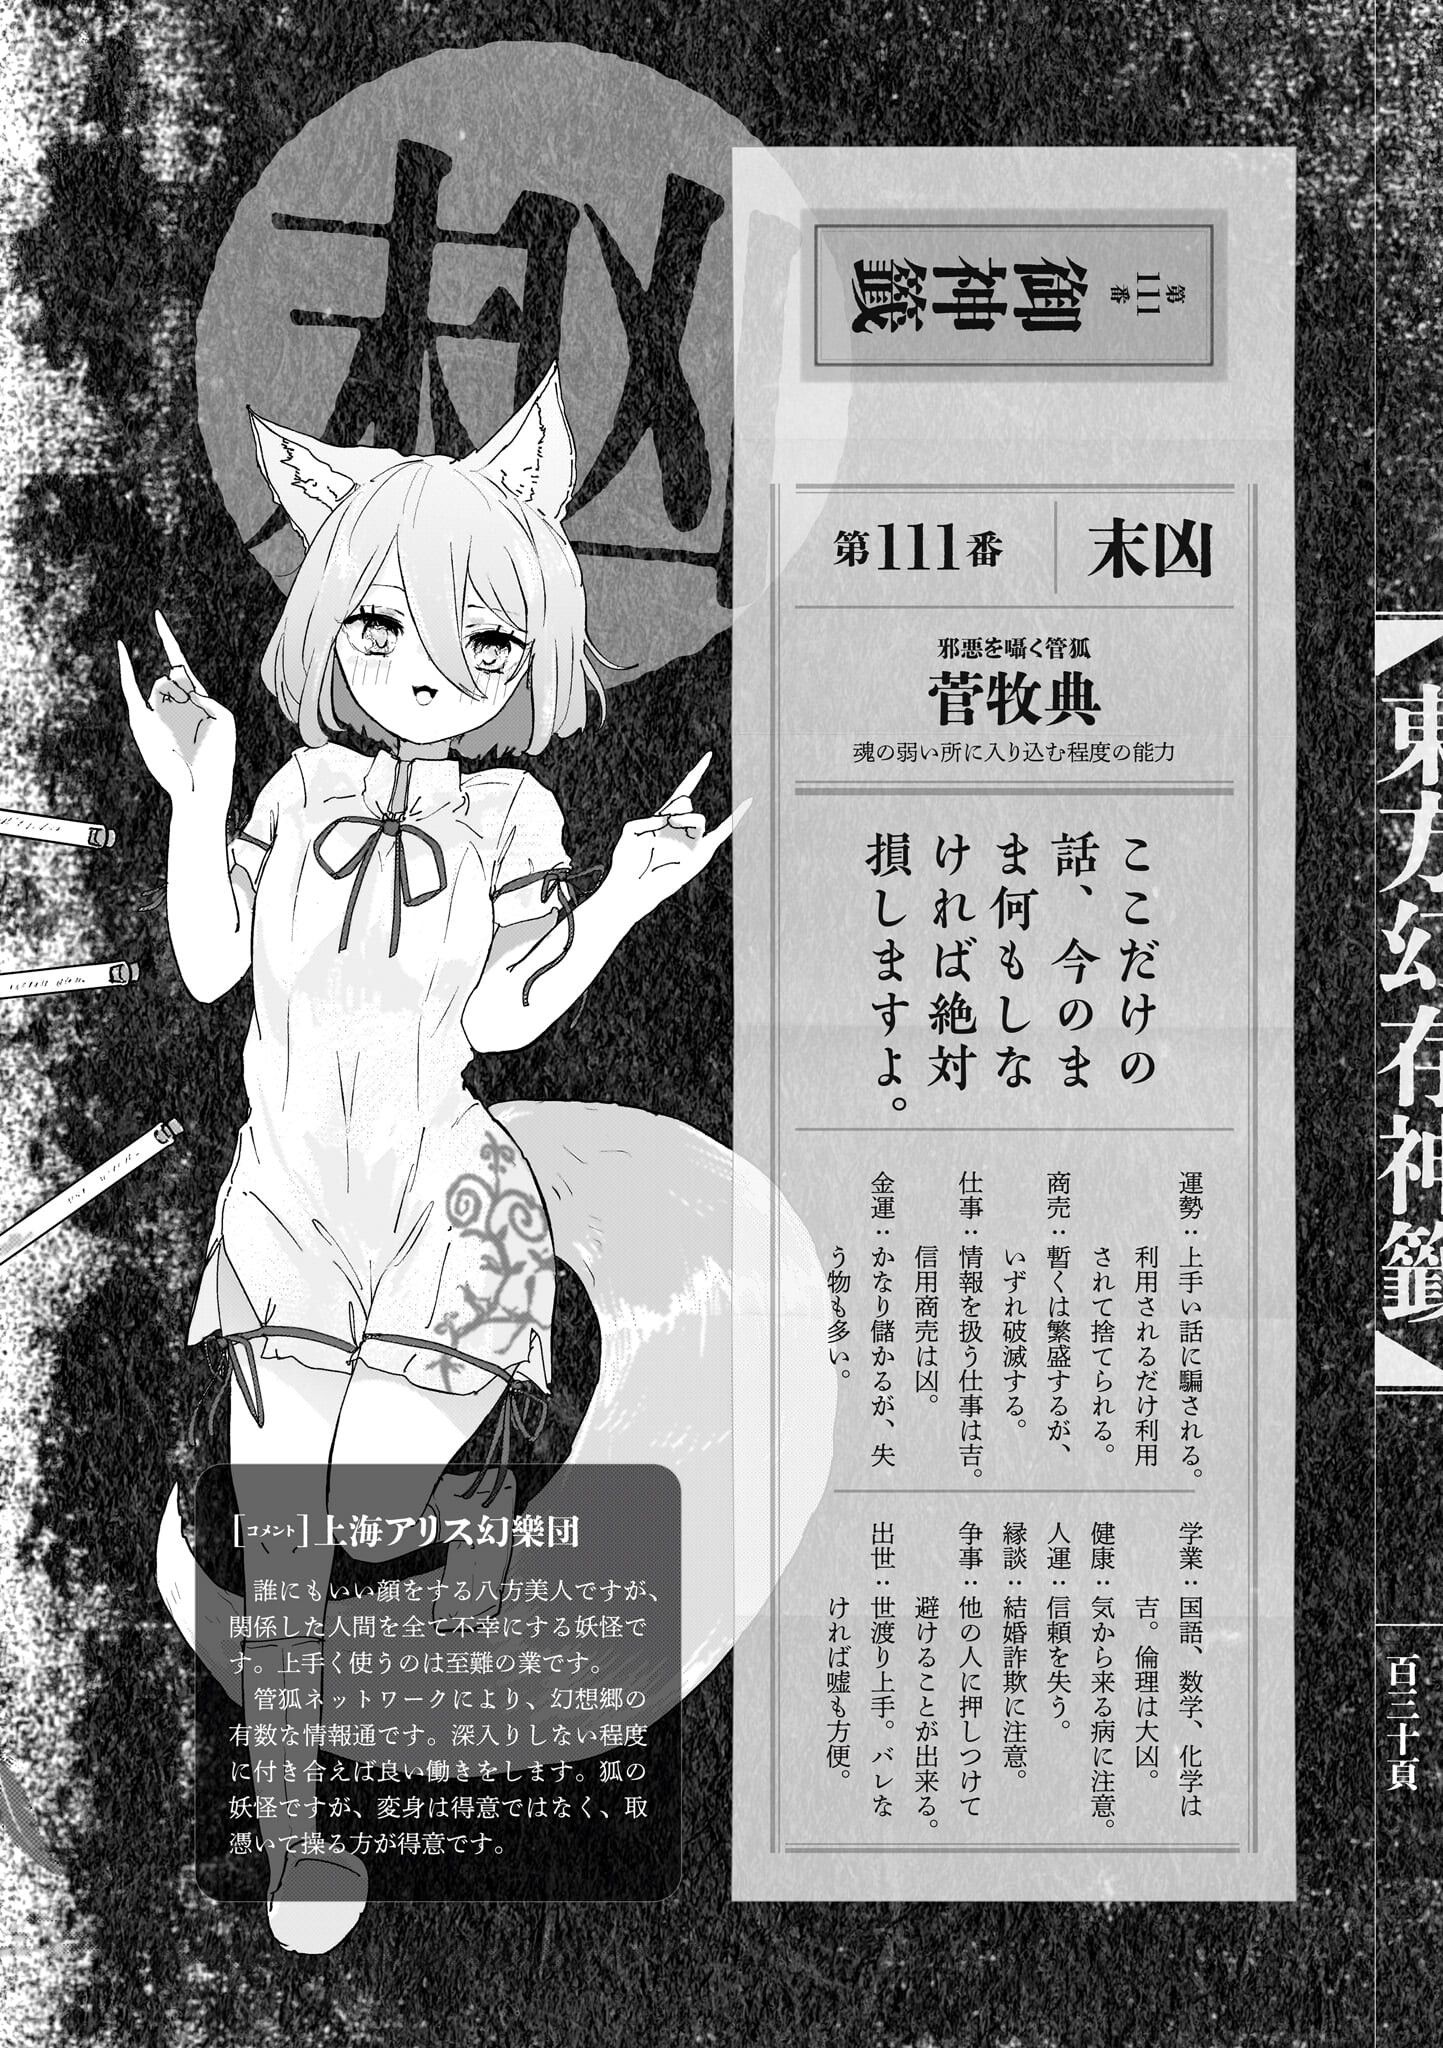 第111番
御神籤
末凶
第111番
邪悪を囁く管狐
菅牧典
魂の弱い所に入り込む程度の能力
ここだけの
話、今のま
ま何もしな
ければ絶対
損しますよ。
運勢：上手い話に騙される。
利用されるだけ利用
されて捨てられる。
商売：暫くは繁盛するが、
いずれ破滅する。
仕事：情報を扱う仕事は吉。
信用商売は凶。
金運：かなり儲かるが、失
う物も多い。
学業：国語、数学、化学は
吉。倫理は大凶。
健康：気から来る病に注意。
人運：信頼を失う。
縁談：結婚詐欺に注意。
争事：他の人に押しつけて
避けることが出来る。
出世：世渡り上手。バレな
ければ嘘も方便。
末凶
［コメント］上海アリス幻樂団
誰にもいい顔をする八方美人ですが、
関係した人間を全て不幸にする妖怪で
す。上手く使うのは至難の業です。
管狐ネットワークにより、幻想郷の
有数な情報通です。深入りしない程度
に付き合えば良い働きをします。狐の
妖怪ですが、変身は得意ではなく、取
憑いて操る方が得意です。
【東方幻存神籤】
百三十頁